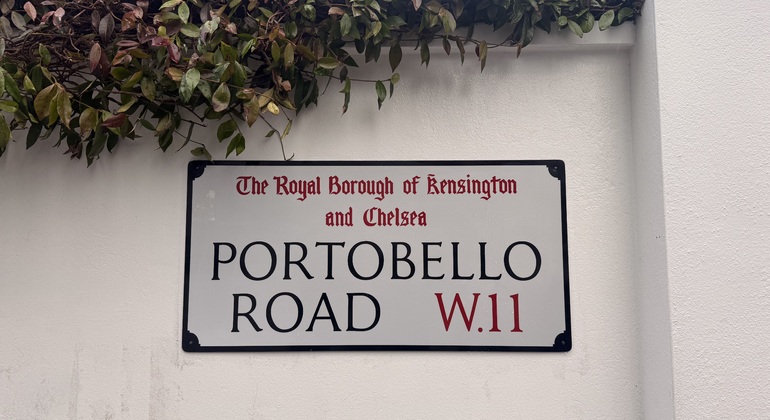 The Royal Borough of Kensington
and Chelsea
PORTOBELLO
ROAD W.11